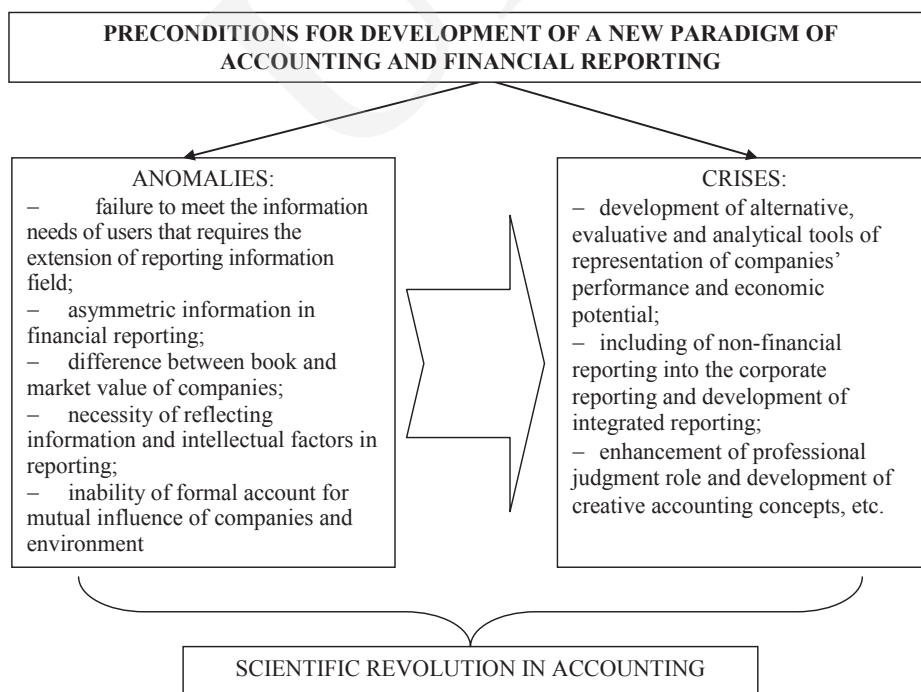 PRECONDITIONS FOR DEVELOPMENT OF A NEW PARADIGM OF
ACCOUNTING AND FINANCIAL REPORTING
ANOMALIES:
– failure to meet the information
needs of users that requires the
extension of reporting information
field;
– asymmetric information in
financial reporting;
– difference between book and
market value of companies;
– necessity of reflecting
information and intellectual factors in
reporting;
– inability of formal account for
mutual influence of companies and
environment
CRISES:
– development of alternative,
evaluative and analytical tools of
representation of companies’
performance and economic
potential;
– including of non-financial
reporting into the corporate
reporting and development of
integrated reporting;
– enhancement of professional
judgment role and development of
creative accounting concepts, etc.
SCIENTIFIC REVOLUTION IN ACCOUNTING